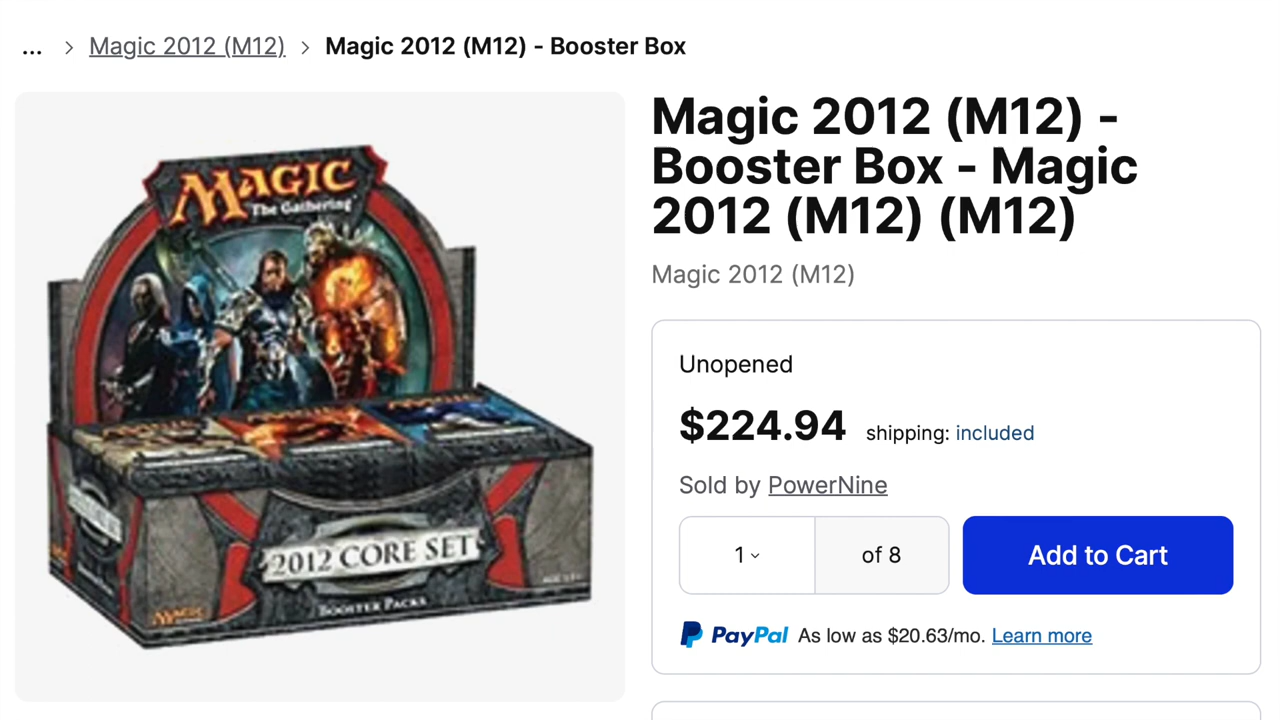 ... > Magic 2012 (M12) > Magic 2012 (M12) - Booster Box
MAGIC
The Gathering
2012 CORE SET
BOOSTER PACKS
MAGIC
Magic 2012 (M12) -
Booster Box - Magic
2012 (M12) (M12)
Magic 2012 (M12)
Unopened
$224.94 shipping: included
Sold by PowerNine
1 of 8 Add to Cart
PayPal As low as $20.63/mo. Learn more